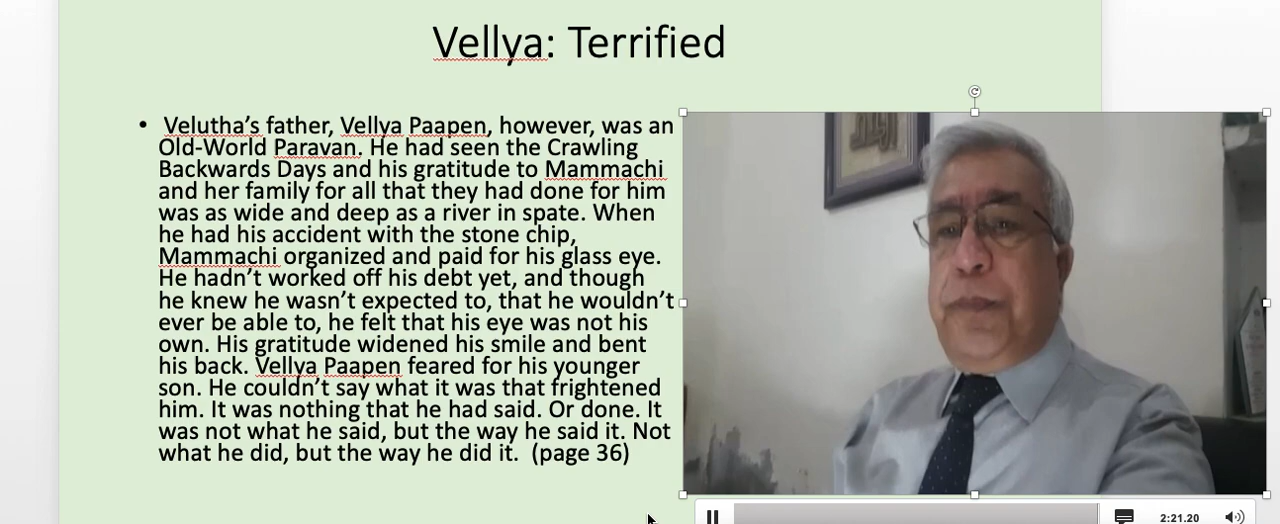 Vellya: Terrified
• Velutha’s father, Vellya Paapen, however, was an
Old-World Paravan. He had seen the Crawling
Backwards Days and his gratitude to Mammachi
and her family for all that they had done for him
was as wide and deep as a river in spate. When
he had his accident with the stone chip,
Mammachi organized and paid for his glass eye.
He hadn’t worked off his debt yet, and though
he knew he wasn’t expected to, that he wouldn’t
ever be able to, he felt that his eye was not his
own. His gratitude widened his smile and bent
his back. Vellya Paapen feared for his younger
son. He couldn’t say what it was that frightened
him. It was nothing that he had said. Or done. It
was not what he said, but the way he said it. Not
what he did, but the way he did it.  (page 36)
2:21.20